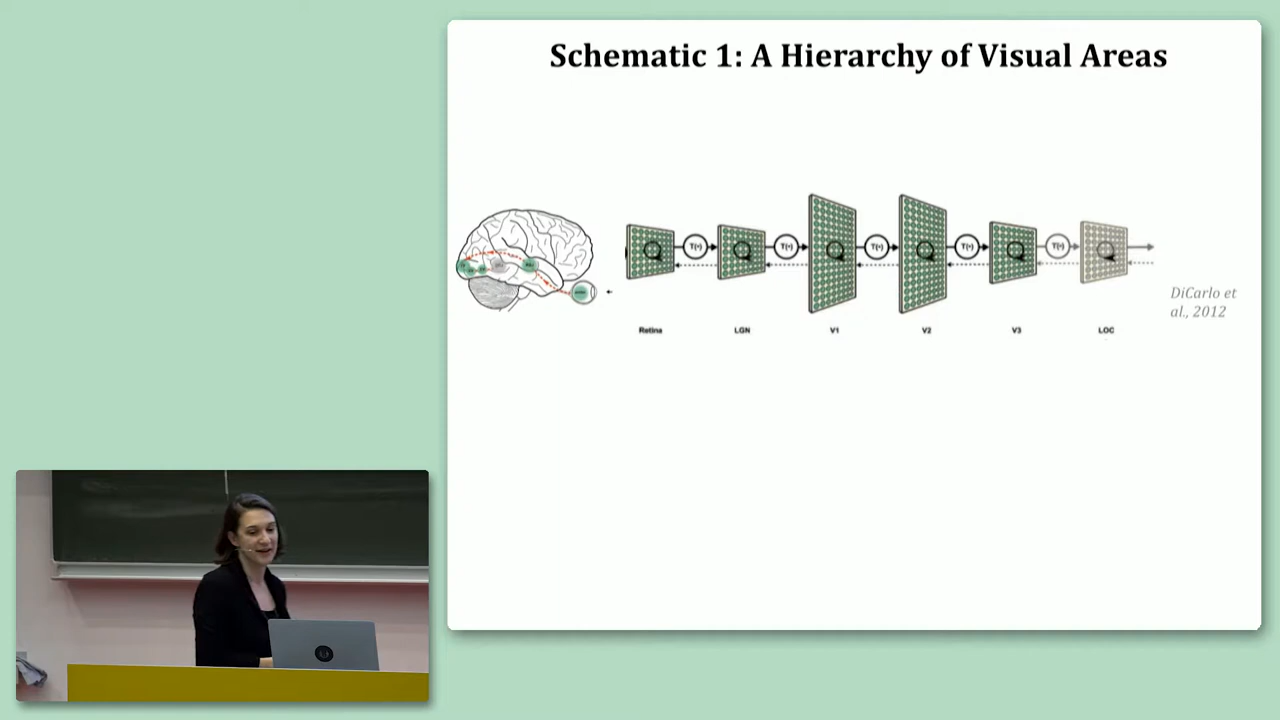 Schematic 1: A Hierarchy of Visual Areas
T(•) T(•) T(•) T(•) T(•)
DiCarlo et
al., 2012
Retina LGN V1 V2 V3 LOC